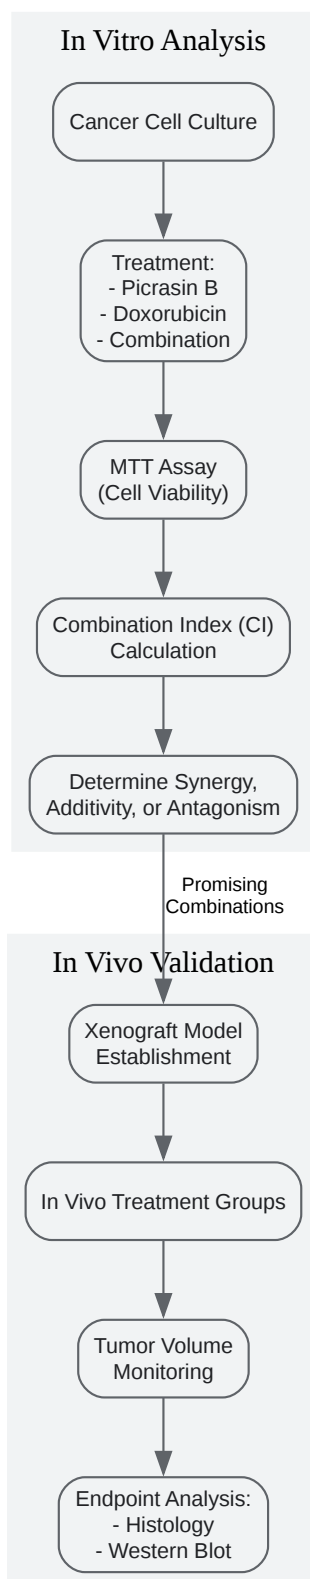 In Vitro Analysis
Cancer Cell Culture
Treatment:
- Picrasin B
- Doxorubicin
- Combination
MTT Assay
(Cell Viability)
Combination Index (CI)
Calculation
Determine Synergy,
Additivity, or Antagonism
Promising
Combinations
In Vivo Validation
Xenograft Model
Establishment
In Vivo Treatment Groups
Tumor Volume
Monitoring
Endpoint Analysis:
- Histology
- Western Blot